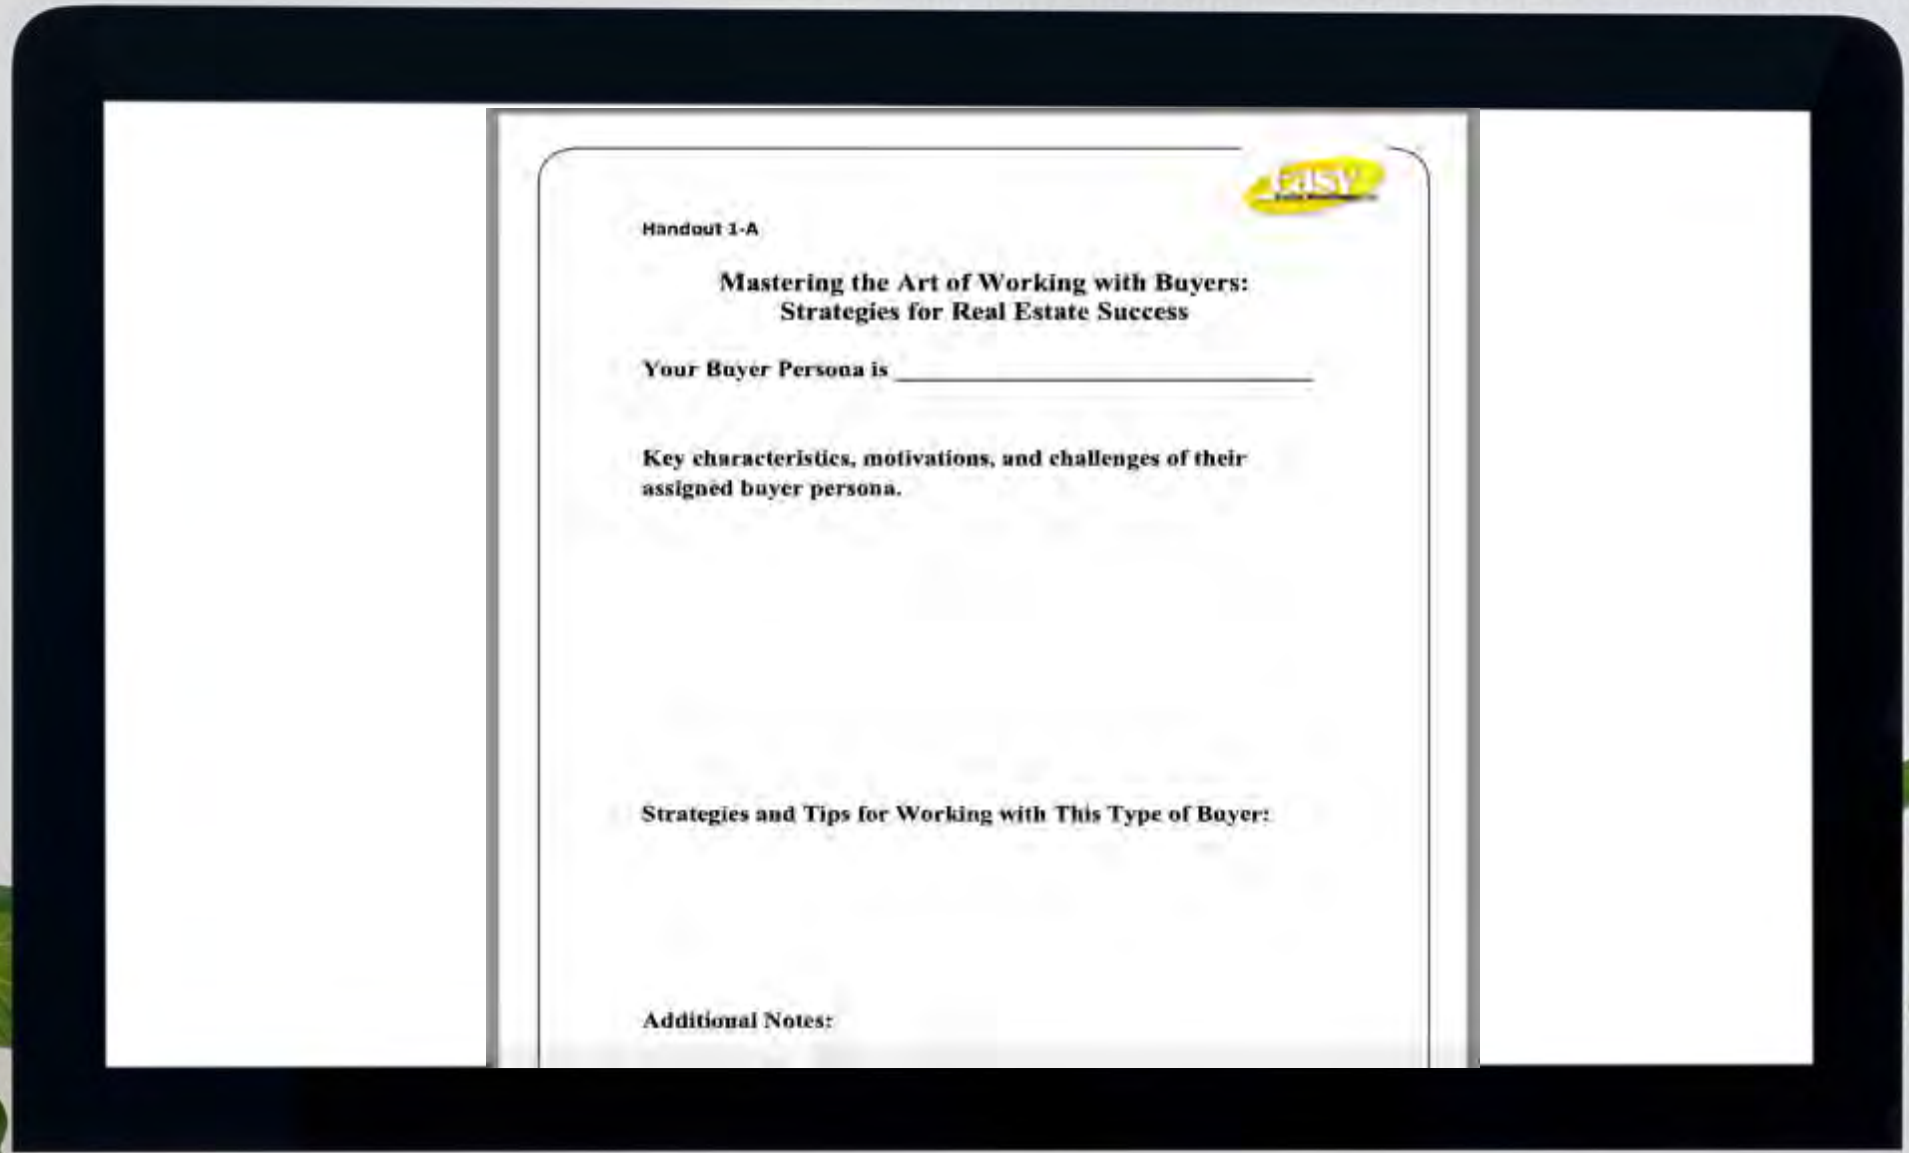 Easy
Handout 1-A
Mastering the Art of Working with Buyers:
Strategies for Real Estate Success
Your Buyer Persona is
Key characteristics, motivations, and challenges of their
assigned buyer persona.
Strategies and Tips for Working with This Type of Buyer:
Additional Notes: